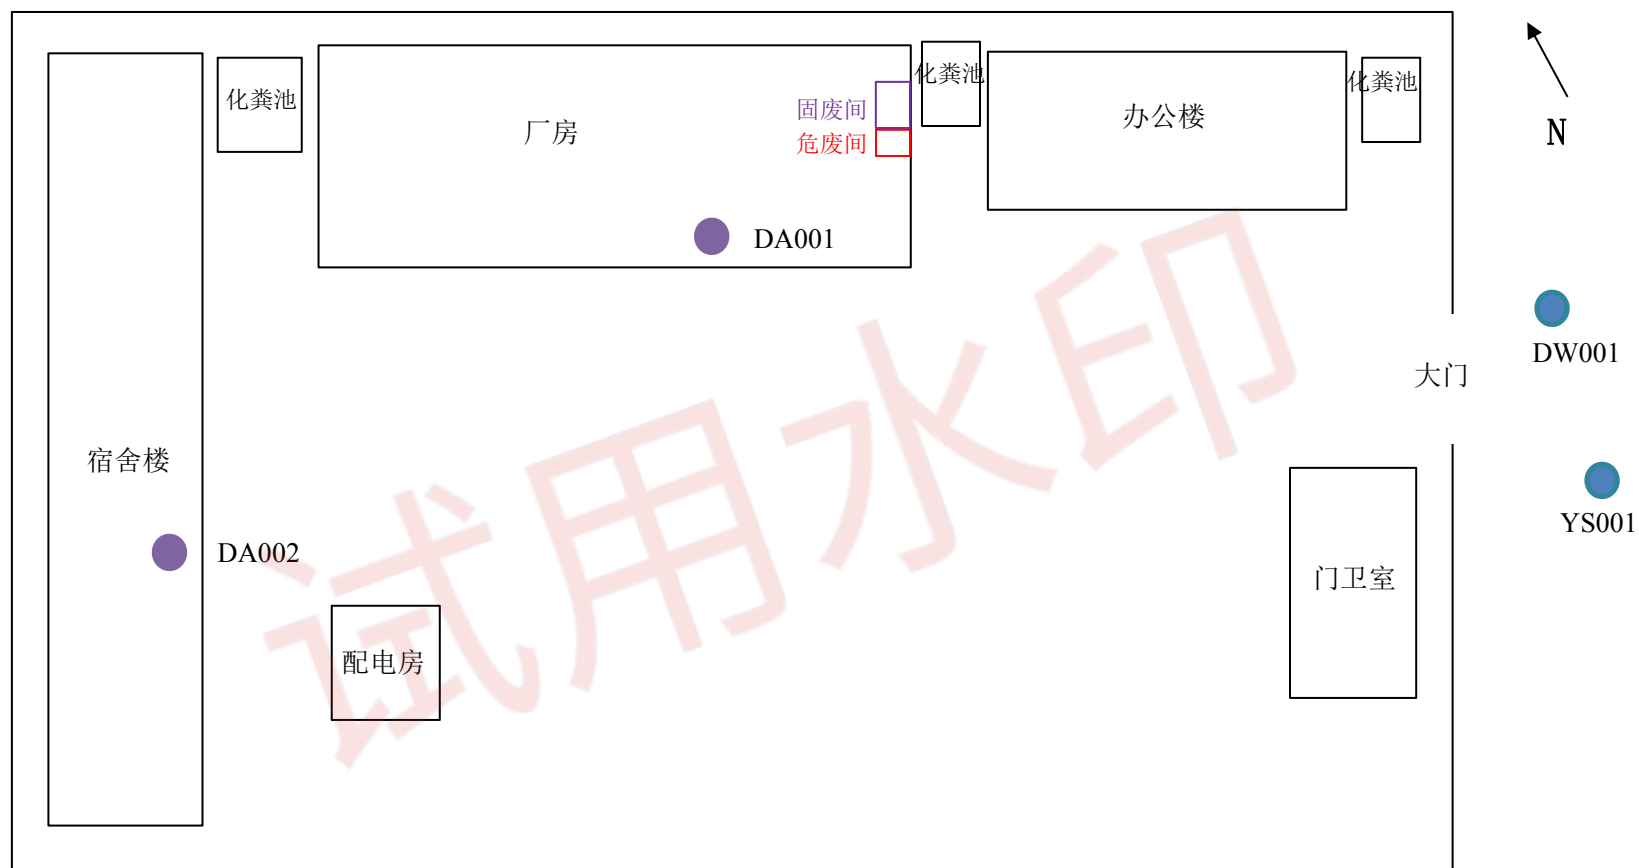 化粪池
厂房
固废间
危废间
化粪池
办公楼
化粪池
N
DA001
DW001
大门
宿舍楼
YS001
DA002
门卫室
配电房
试用水印